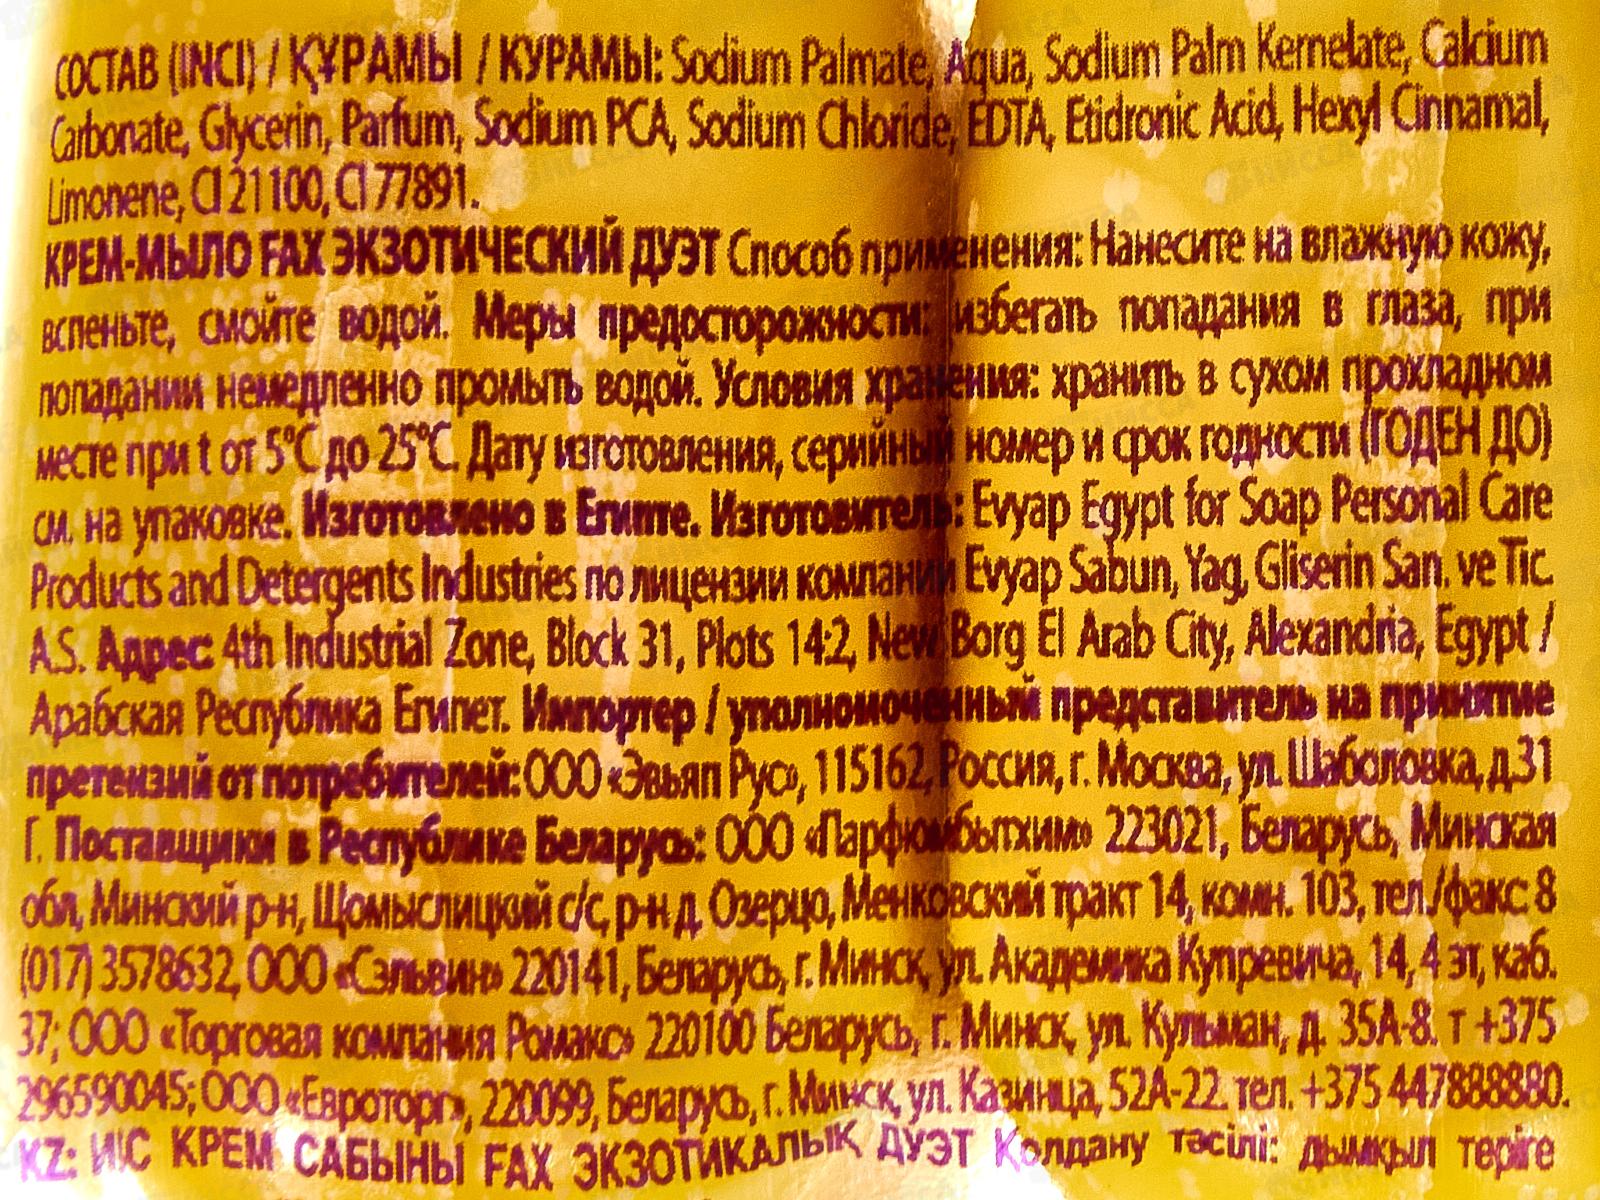 СОСТАВ (INCI) / ҚҰРАМЫ / КУРАМЫ: Sodium Palmate, Aqua, Sodium Palm Kernelate, Calcium
Carbonate, Glycerin, Parfum, Sodium PCA, Sodium Chloride, EDTA, Etidronic Acid, Hexyl Cinnamal,
Limonene, CI 21100, CI 77891.
КРЕМ-МЫЛО FAX ЭКЗОТИЧЕСКИЙ ДУЭТ Способ применения: Нанесите на влажную кожу,
вспеньте, смойте водой. Меры предосторожности: избегать попадания в глаза, при
попадании немедленно промыть водой. Условия хранения: хранить в сухом прохладном
месте при t от 5°C до 25°C. Дату изготовления, серийный номер и срок годности (ГОДЕН ДО)
см. на упаковке. Изготовлено в Египте. Изготовитель: Evyap Egypt for Soap Personal Care
Products and Detergents Industries по лицензии компании Evyap Sabun, Yag, Gliserin San. ve Tic.
A.S. Адрес: 4th Industrial Zone, Block 31, Plots 14:2, New Borg El Arab City, Alexandria, Egypt /
Арабская Республика Египет. Импортер / уполномоченный представитель на принятие
претензий от потребителей: ООО «Эвьяп Рус», 115162, Россия, г. Москва, ул. Шаболовка, д.31
Г. Поставщики в Республике Беларусь: ООО «Парфюмбытхим» 223021, Беларусь, Минская
обл, Минский р-н, Щомыслицкий с/с, р-н д. Озерцо, Менковский тракт 14, комн. 103, тел./факс: 8
(017) 3578632, ООО «Сэльвин» 220141, Беларусь, г. Минск, ул. Академика Купревича, 14, 4 эт, каб.
37; ООО «Торговая компания Ромакс» 220100 Беларусь, г. Минск, ул. Кульман, д. 35А-8. т +375
296590045; ООО «Евроторг», 220099, Беларусь, г. Минск, ул. Казинца, 52А-22. тел. +375 447888880.
KZ: ИІС КРЕМ САБЫНЫ FAX ЭКЗОТИКАЛЫҚ ДУЭТ Қолдану тәсілі: дымқыл теріге